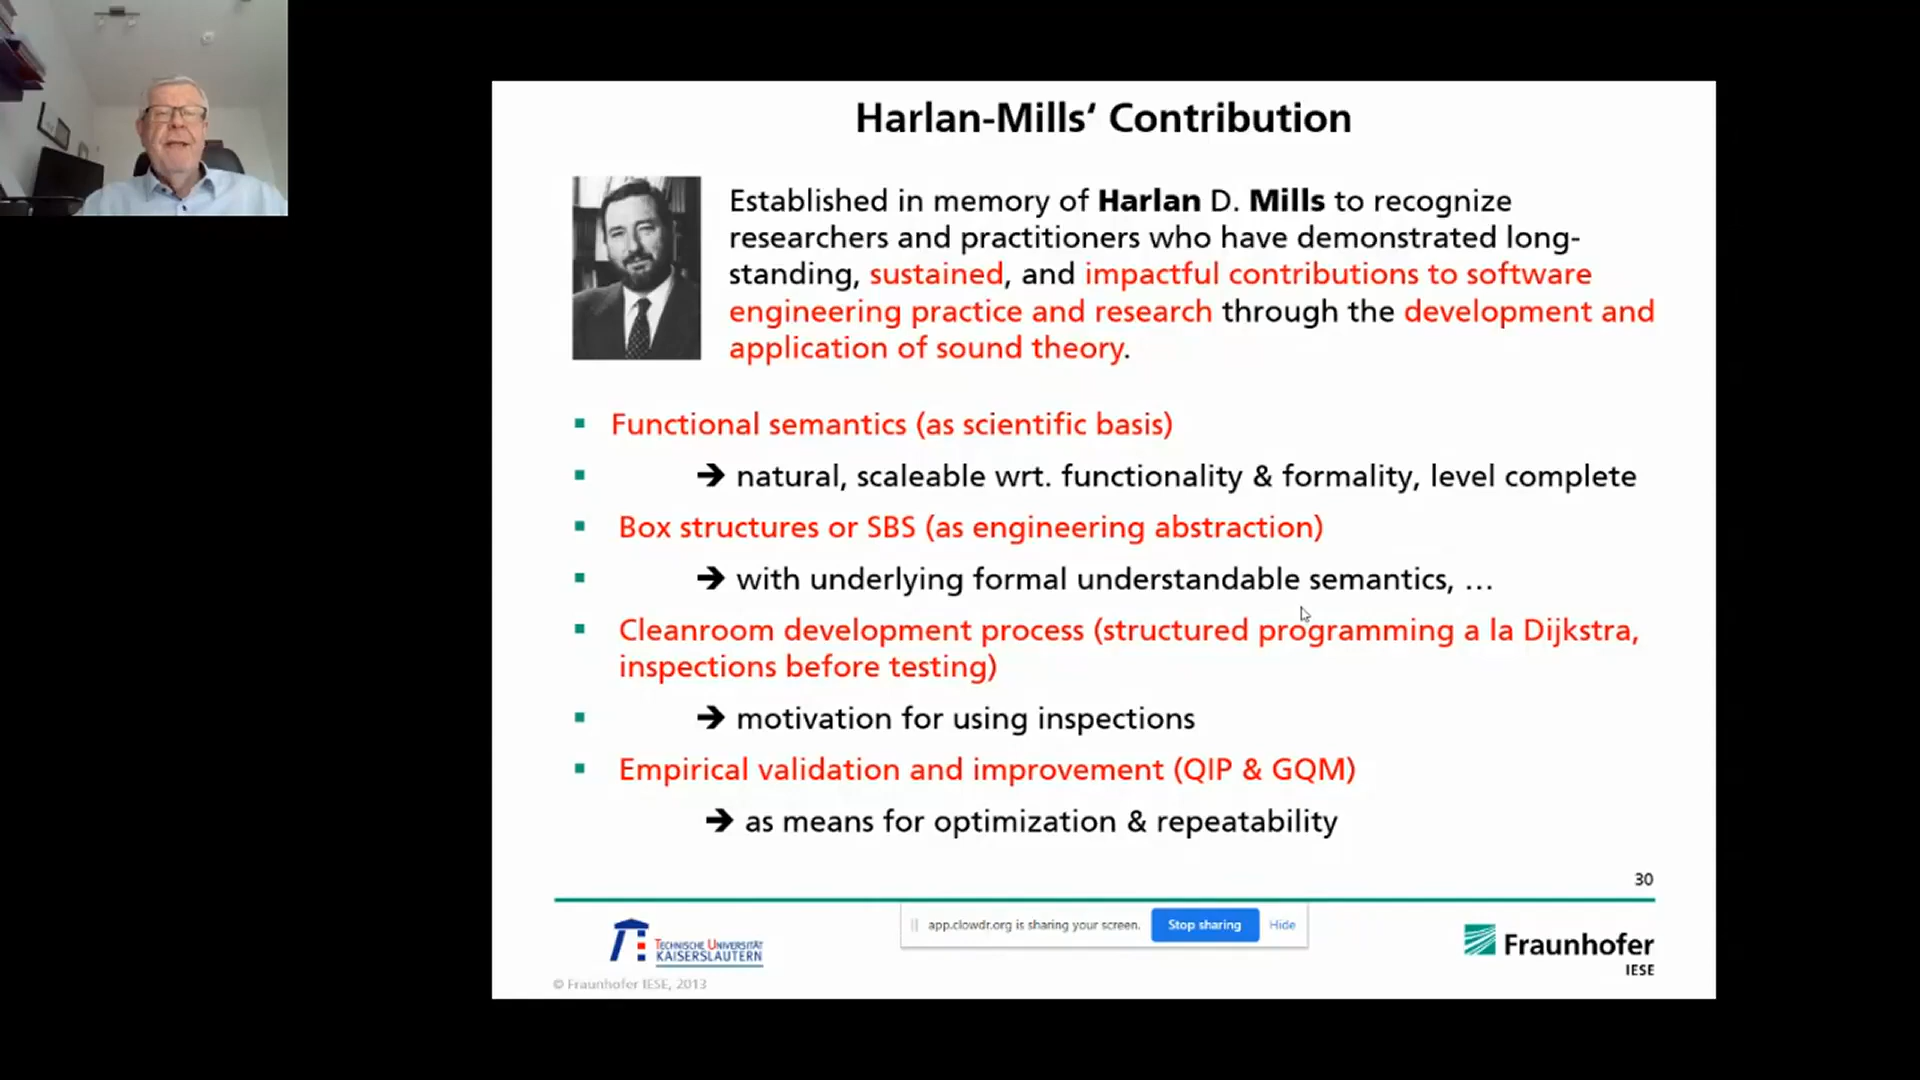 Harlan-Mills‘ Contribution
Established in memory of Harlan D. Mills to recognize
researchers and practitioners who have demonstrated long-
standing, sustained, and impactful contributions to software
engineering practice and research through the development and
application of sound theory.
▪ Functional semantics (as scientific basis)
▪ ➔ natural, scaleable wrt. functionality & formality, level complete
▪ Box structures or SBS (as engineering abstraction)
▪ ➔ with underlying formal understandable semantics, …
▪ Cleanroom development process (structured programming a la Dijkstra,
inspections before testing)
▪ ➔ motivation for using inspections
▪ Empirical validation and improvement (QIP & GQM)
➔ as means for optimization & repeatability
30
TECHNISCHE UNIVERSITÄT
KAISERSLAUTERN
app.clowdr.org is sharing your screen. Stop sharing Hide
Fraunhofer
IESE
© Fraunhofer IESE, 2013